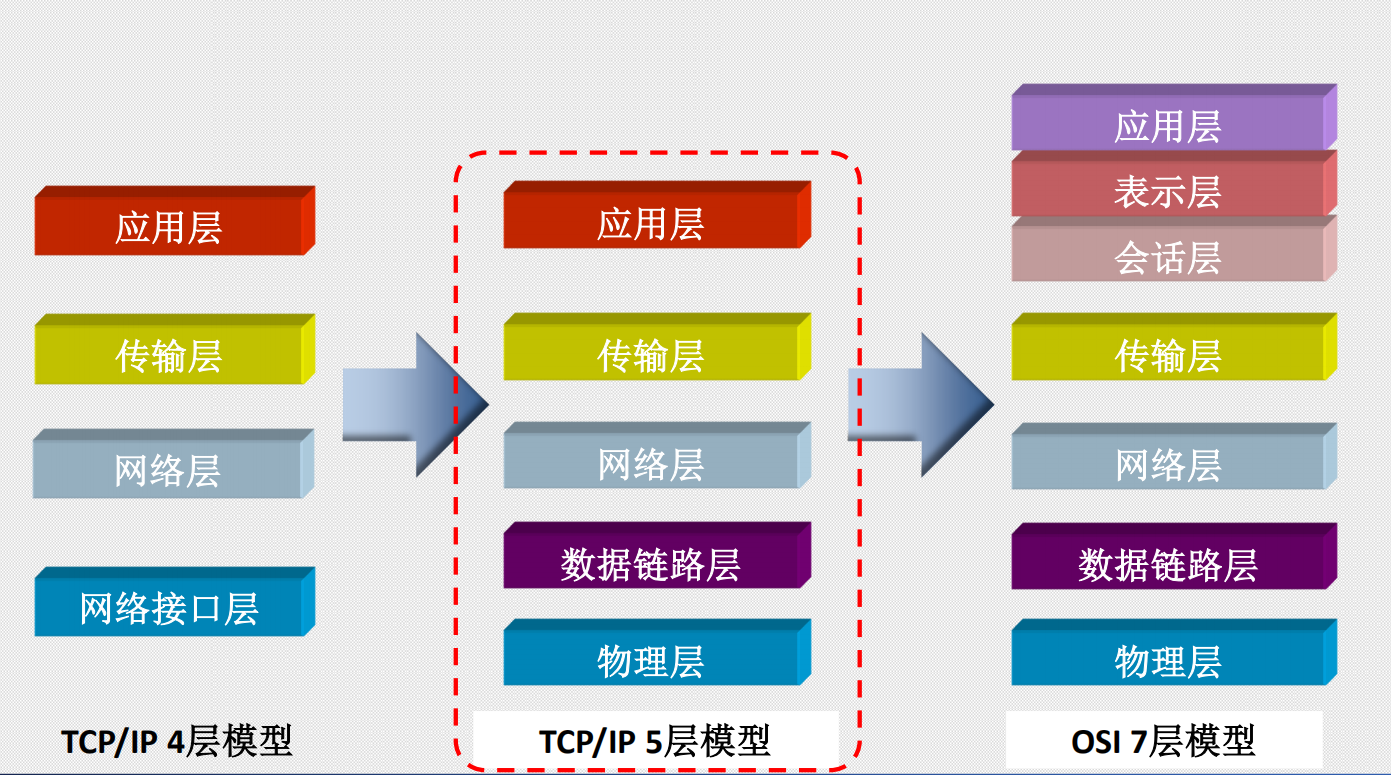 应用层
传输层
网络层
网络接口层
TCP/IP 4层模型
应用层
传输层
网络层
数据链路层
物理层
TCP/IP 5层模型
应用层
表示层
会话层
传输层
网络层
数据链路层
物理层
OSI 7层模型